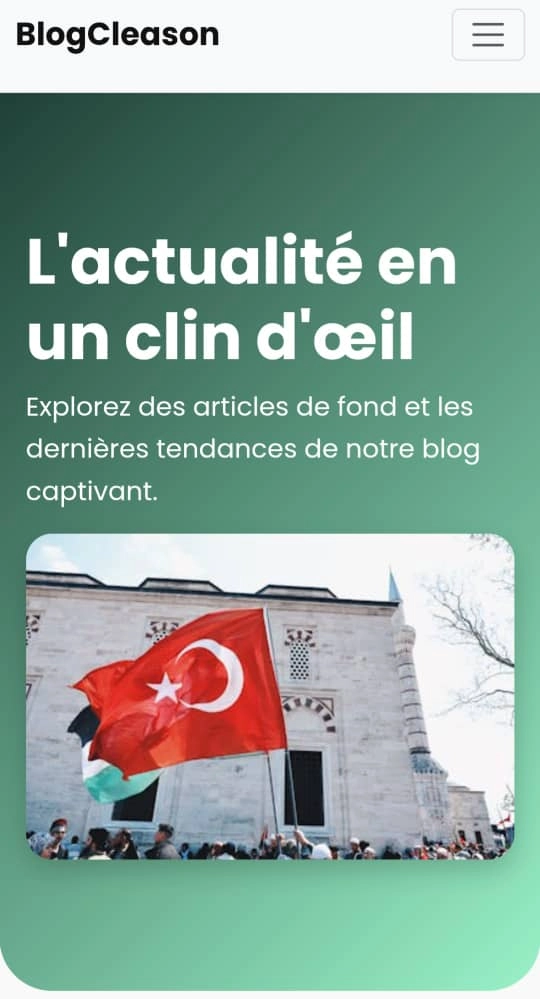 BlogCleason
L'actualité en
un clin d'œil
Explorez des articles de fond et les
dernières tendances de notre blog
captivant.